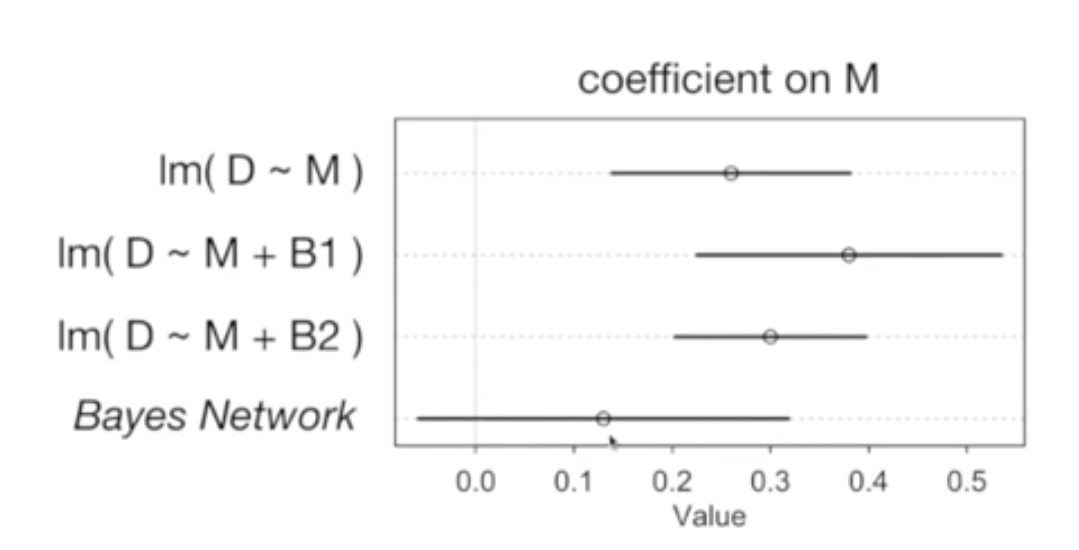 coefficient on M
lm( D ~ M )
lm( D ~ M + B1 )
lm( D ~ M + B2 )
Bayes Network
0.0 0.1 0.2 0.3 0.4 0.5
Value